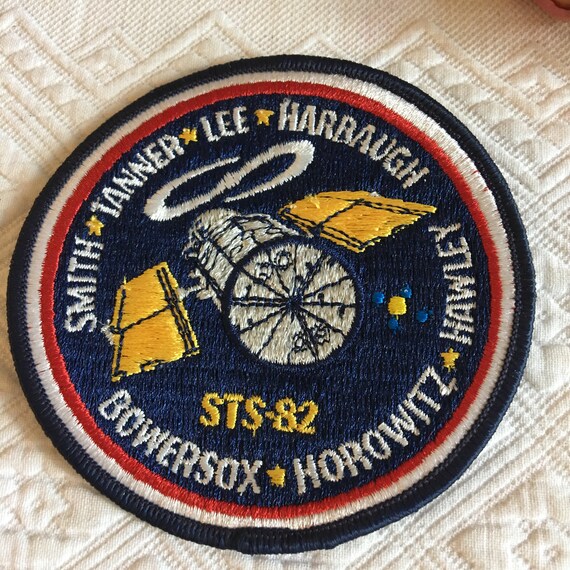 SMITH ★ TANNER ★ LEE ★ HARBAUGH
HAWLEY ★ HOROWITZ ★ BOWERSOX
STS-82